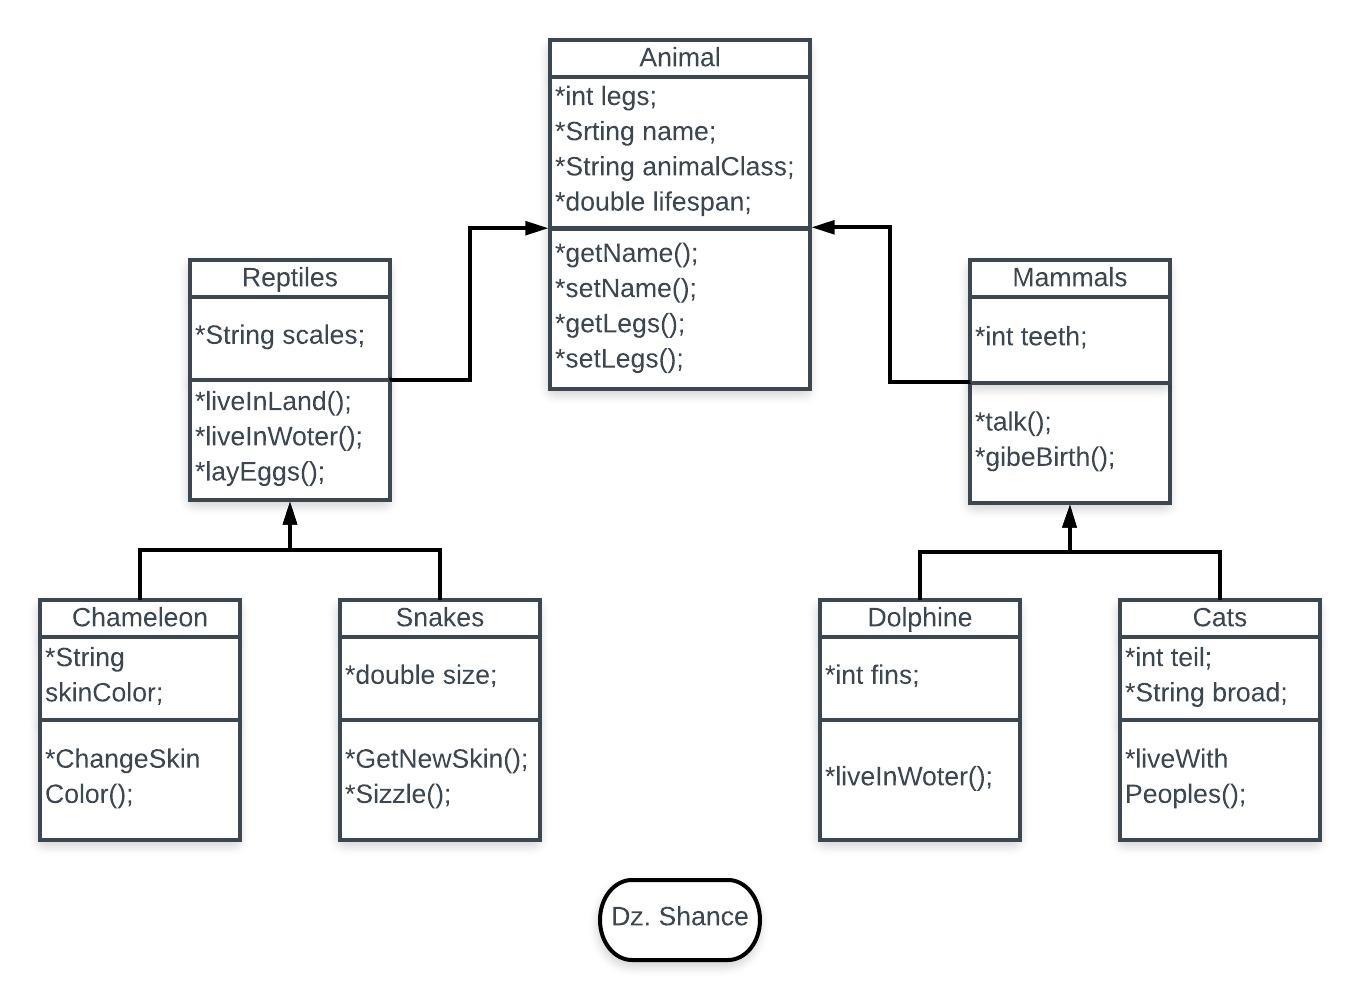 Animal
*int legs;
*Srting name;
*String animalClass;
*double lifespan;
*getName();
*setName();
*getLegs();
*setLegs();
Reptiles
*String scales;
*liveInLand();
*liveInWoter();
*layEggs();
Mammals
*int teeth;
*talk();
*gibeBirth();
Chameleon
*String
skinColor;
*ChangeSkin
Color();
Snakes
*double size;
*GetNewSkin();
*Sizzle();
Dolphine
*int fins;
*liveInWoter();
Cats
*int teil;
*String broad;
*liveWith
Peoples();
Dz. Shance